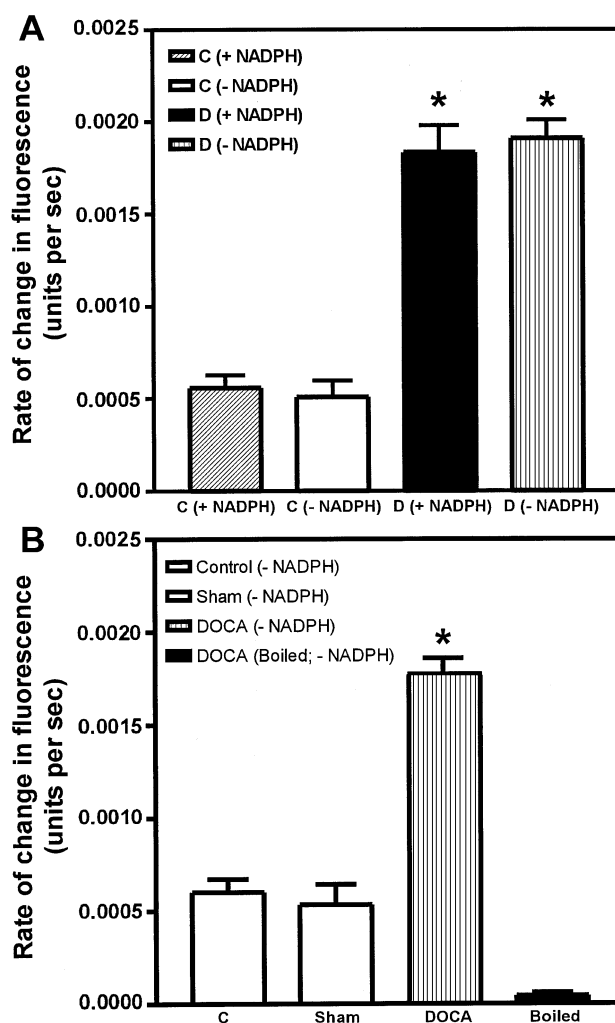 A
Rate of change in fluorescence
(units per sec)
0.0025
0.0020
0.0015
0.0010
0.0005
0.0000
C (+ NADPH)
C (- NADPH)
D (+ NADPH)
D (- NADPH)
*
*
C (+ NADPH) C (- NADPH) D (+ NADPH) D (- NADPH)
B
Rate of change in fluorescence
(units per sec)
0.0025
0.0020
0.0015
0.0010
0.0005
0.0000
Control (- NADPH)
Sham (- NADPH)
DOCA (- NADPH)
DOCA (Boiled; - NADPH)
*
C Sham DOCA Boiled